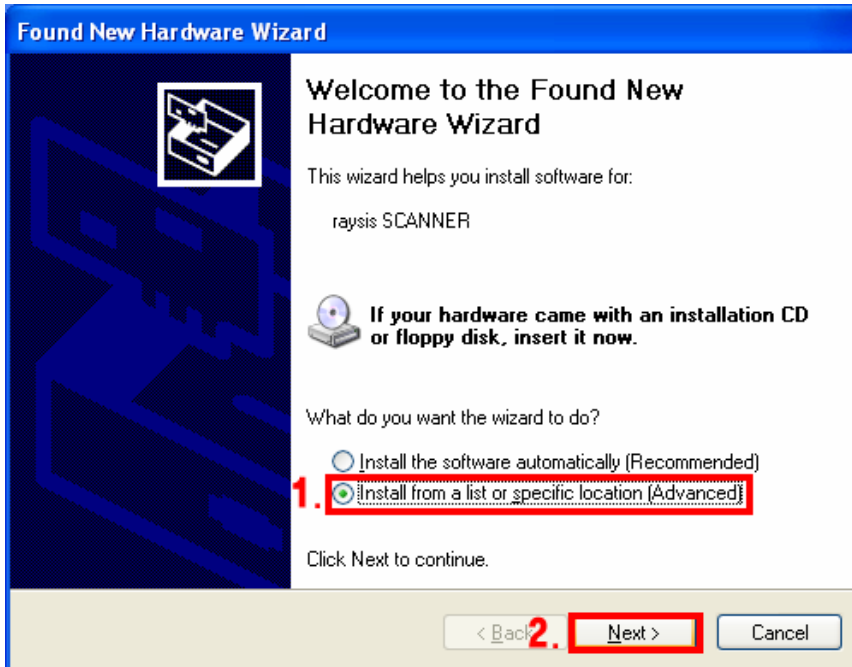 Found New Hardware Wizard
Welcome to the Found New
Hardware Wizard
This wizard helps you install software for:
raysis SCANNER
If your hardware came with an installation CD
or floppy disk, insert it now.
What do you want the wizard to do?
Install the software automatically (Recommended)
1. Install from a list or specific location (Advanced)
Click Next to continue.
< Back 2. Next > Cancel